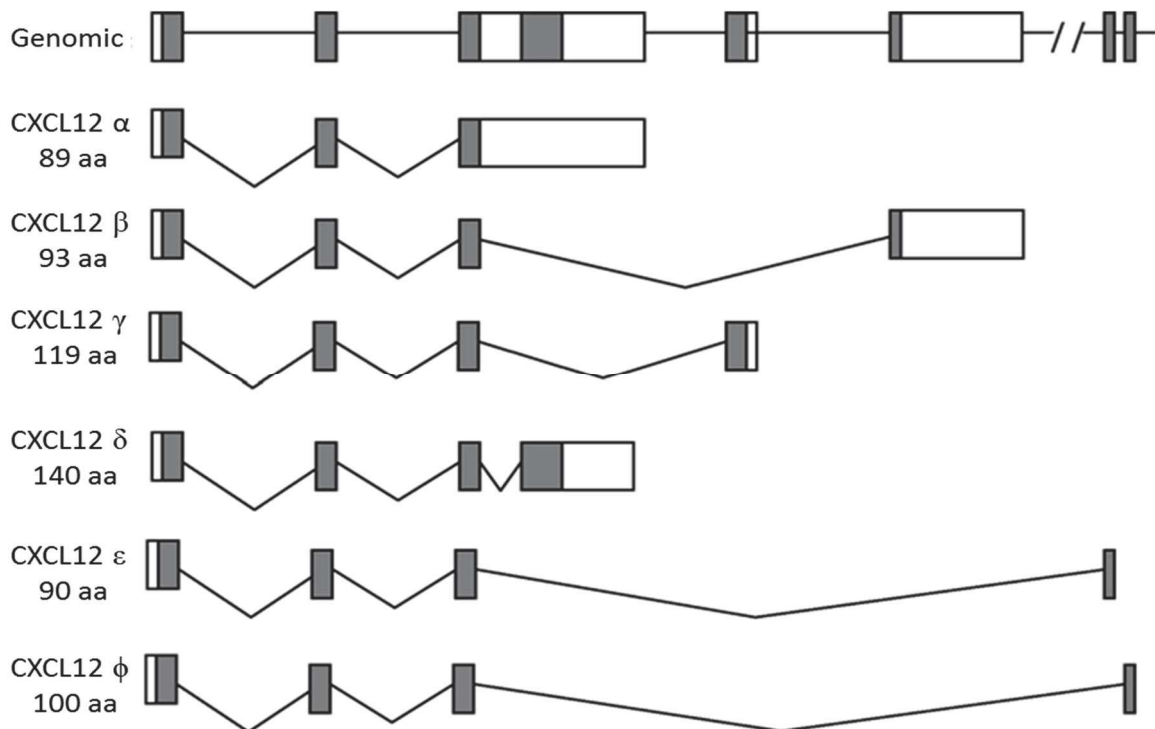 Genomic
CXCL12 α
89 aa
CXCL12 β
93 aa
CXCL12 γ
119 aa
CXCL12 δ
140 aa
CXCL12 ε
90 aa
CXCL12 ϕ
100 aa